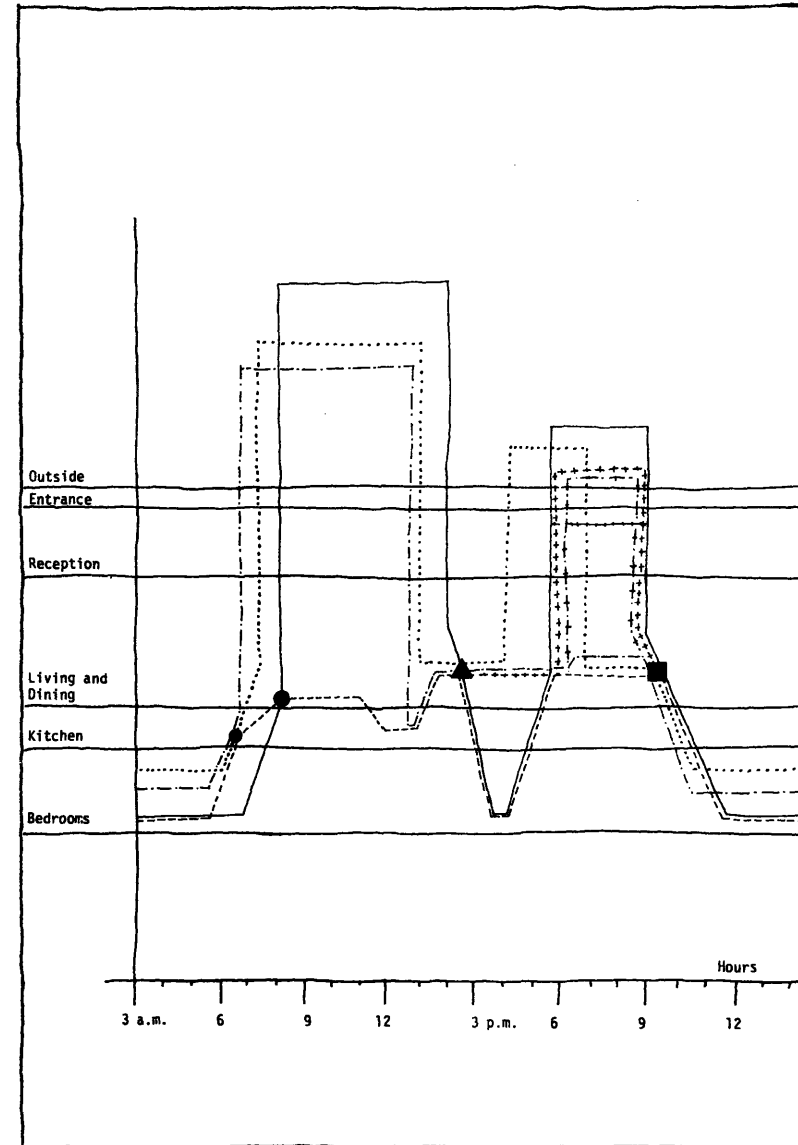 Outside
Entrance
Reception
Living and
Dining
Kitchen
Bedrooms
Hours
3 a.m. 6 9 12 3 p.m. 6 9 12